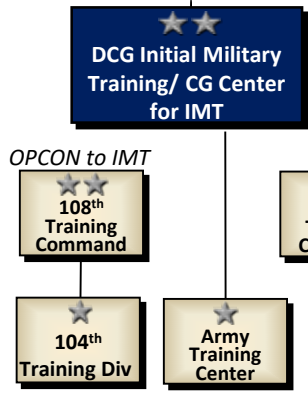 DCG Initial Military
Training/ CG Center
for IMT
OPCON to IMT
108th
Training
Command
104th
Training Div
Army
Training
Center